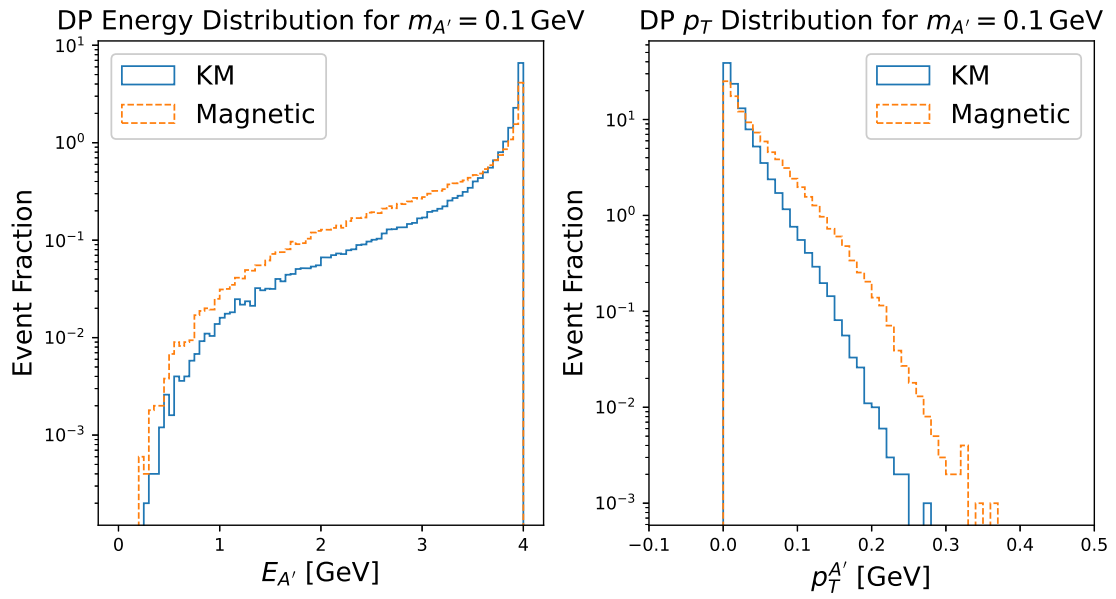 DP Energy Distribution for $m_{A'} = 0.1\,\mathrm{GeV}$
KM
Magnetic
Event Fraction
$10^1$
$10^0$
$10^{-1}$
$10^{-2}$
$10^{-3}$
0 1 2 3 4
$E_{A'}$ [GeV]
DP $p_T$ Distribution for $m_{A'} = 0.1\,\mathrm{GeV}$
KM
Magnetic
Event Fraction
$10^1$
$10^0$
$10^{-1}$
$10^{-2}$
$10^{-3}$
−0.1 0.0 0.1 0.2 0.3 0.4 0.5
$p_T^{A'}$ [GeV]